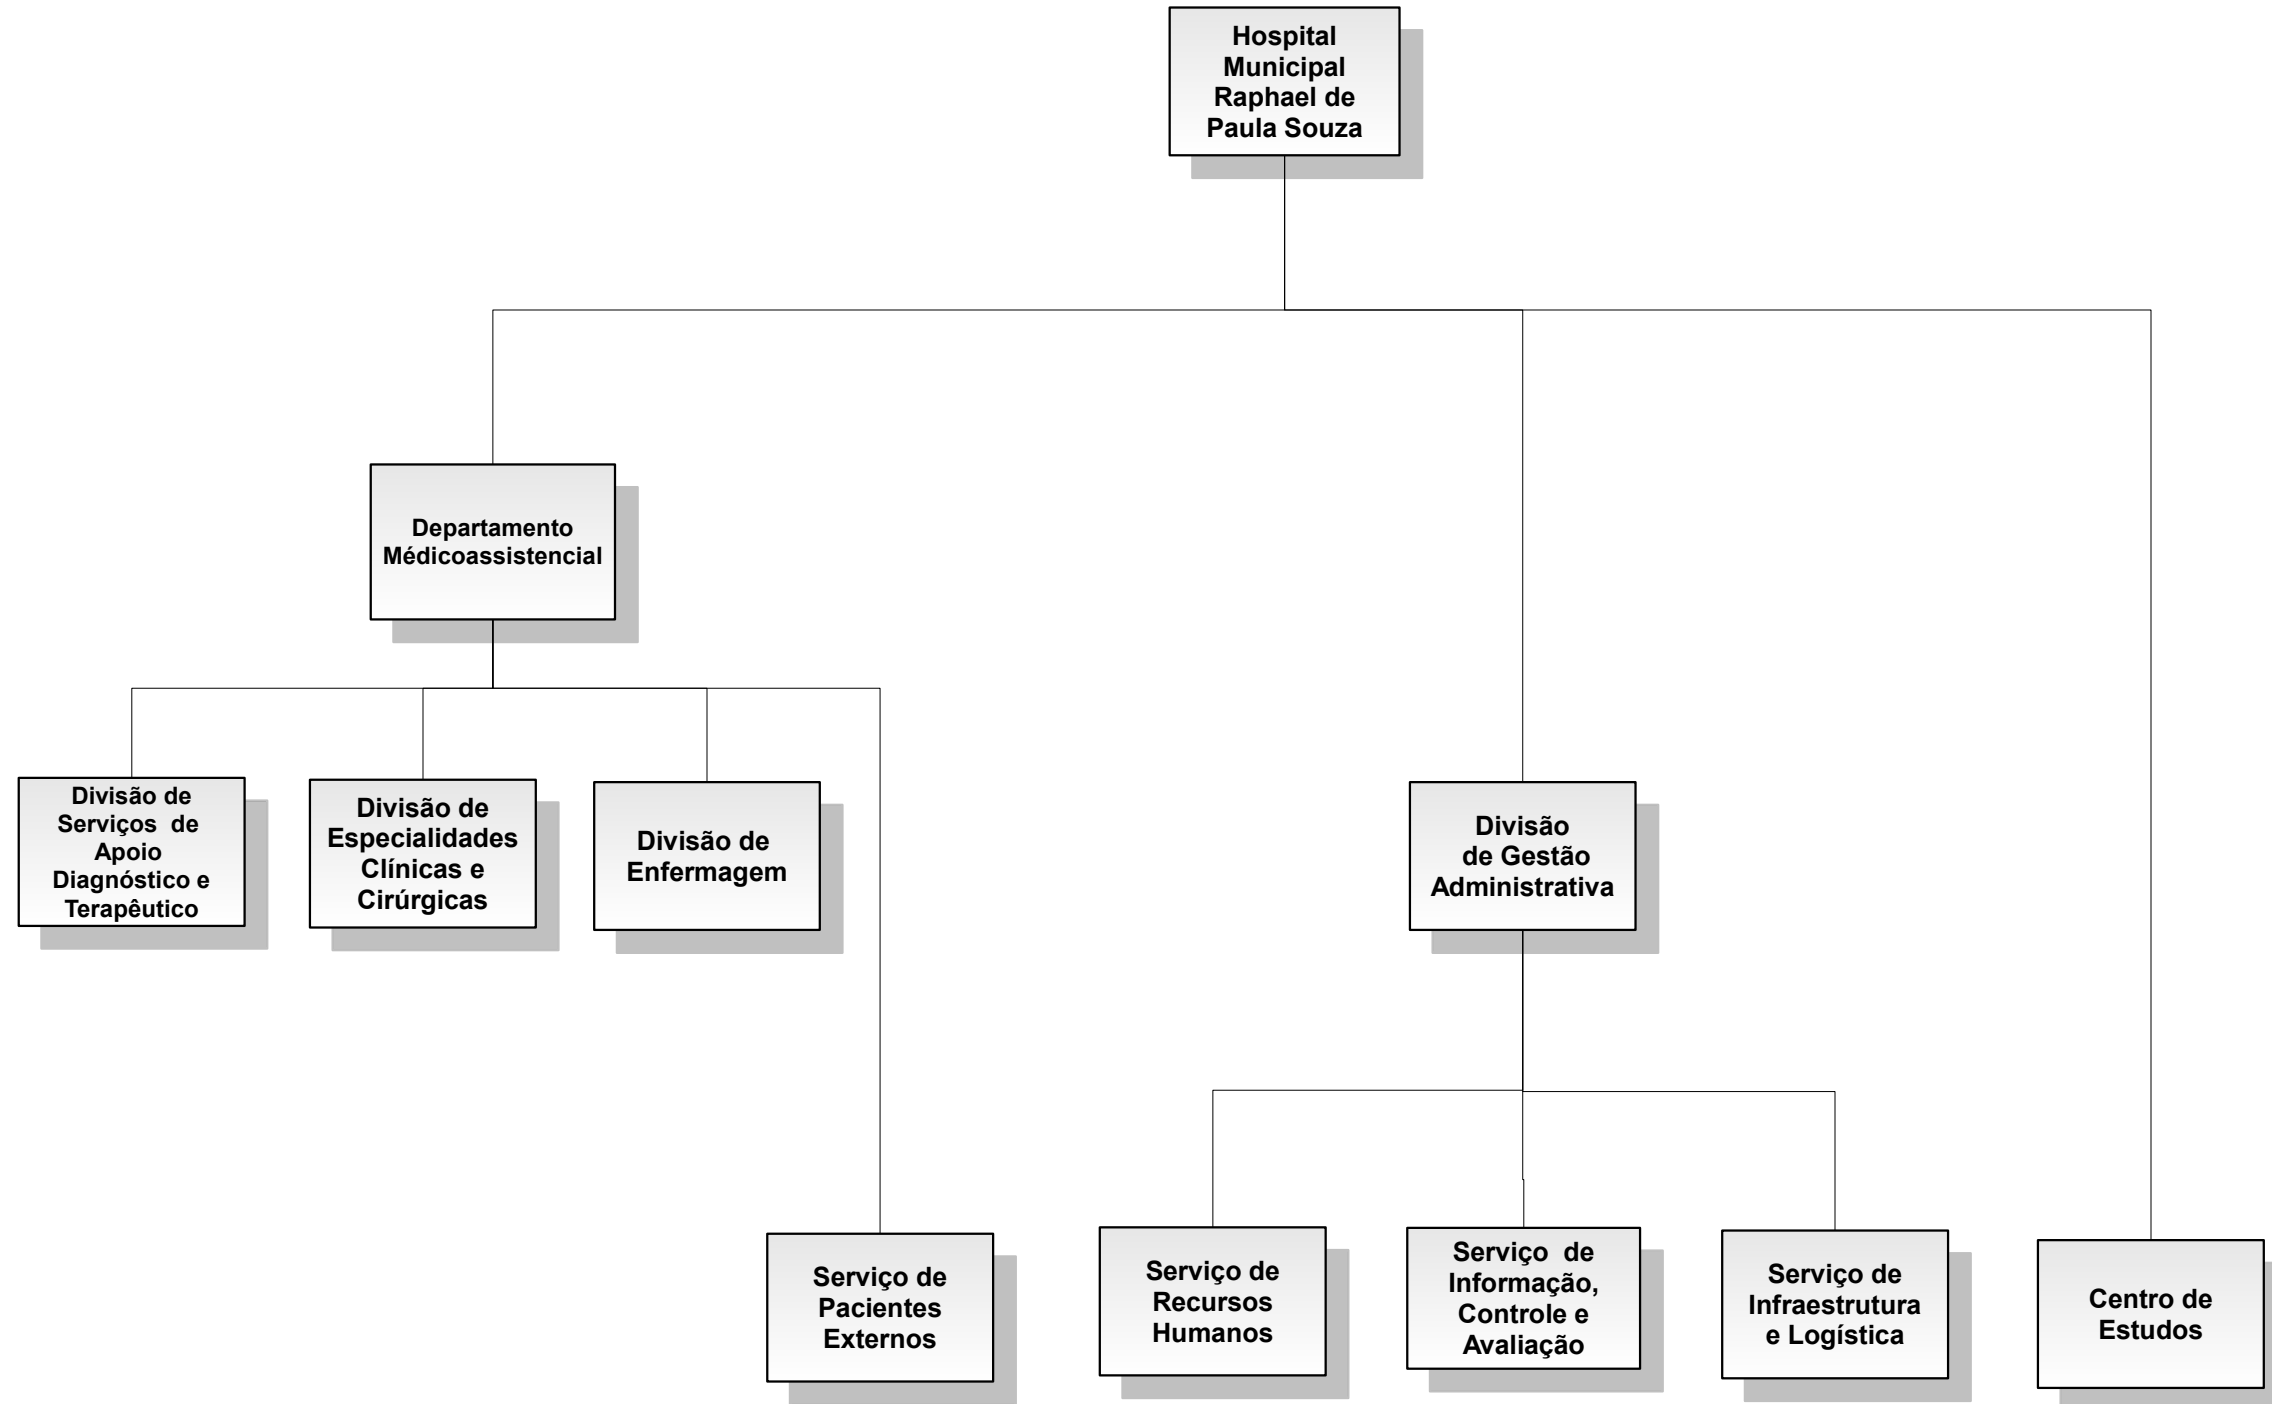 Hospital
Municipal
Raphael de
Paula Souza
Departamento
Médicoassistencial
Divisão de
Serviços  de
Apoio
Diagnóstico e
Terapêutico
Divisão de
Especialidades
Clínicas e
Cirúrgicas
Divisão de
Enfermagem
Divisão
de Gestão
Administrativa
Serviço de
Pacientes
Externos
Serviço de
Recursos
Humanos
Serviço  de
Informação,
Controle e
Avaliação
Serviço de
Infraestrutura
e Logística
Centro de
Estudos